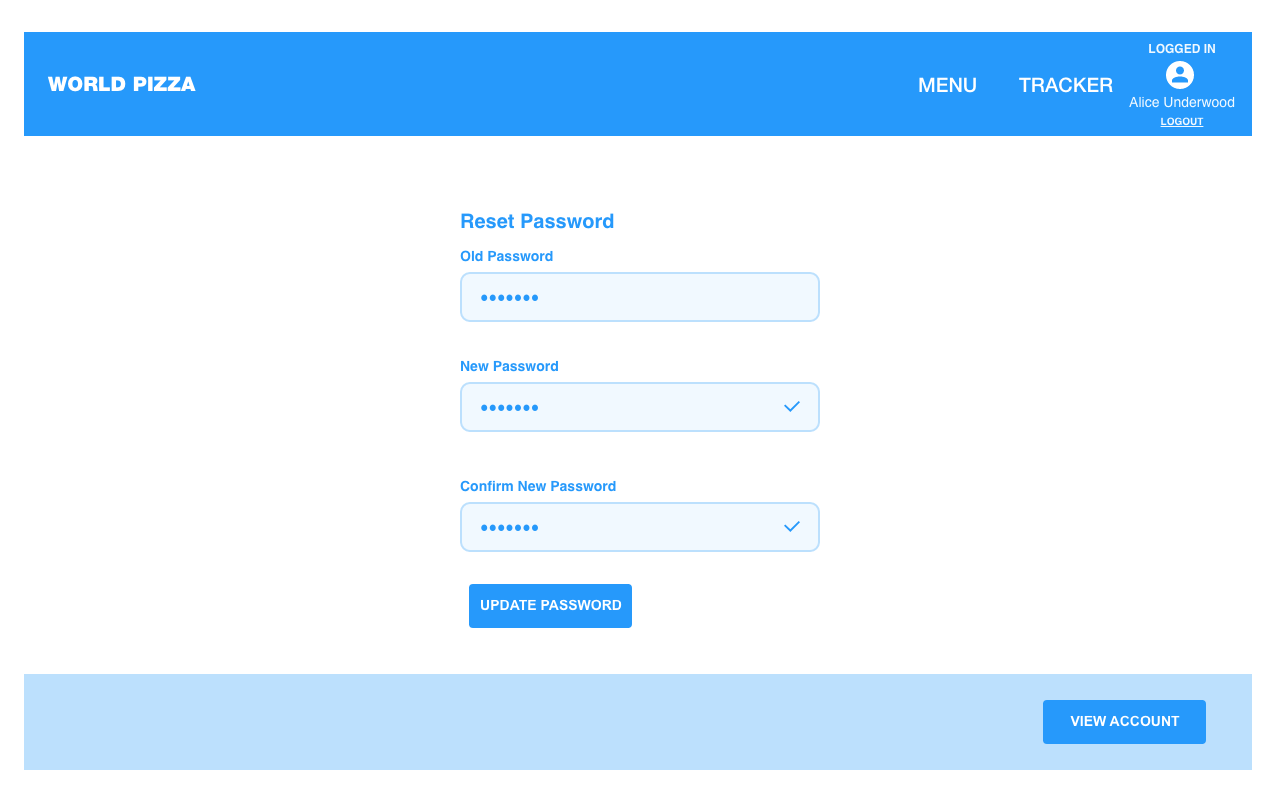 WORLD PIZZA
MENU
TRACKER
LOGGED IN
Alice Underwood
LOGOUT
Reset Password
Old Password
•••••••
New Password
•••••••
Confirm New Password
•••••••
UPDATE PASSWORD
VIEW ACCOUNT